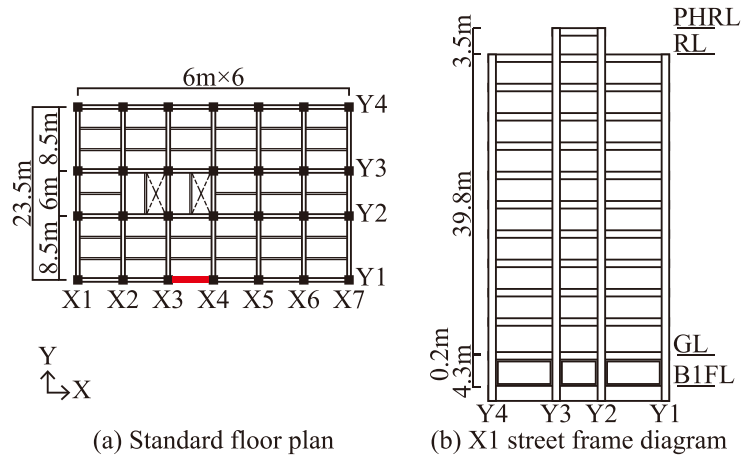 6m×6
Y4
8.5m
Y3
23.5m
6m
Y2
8.5m
Y1
X1 X2 X3 X4 X5 X6 X7
Y
X
(a) Standard floor plan
PHRL
3.5m
RL
39.8m
GL
0.2m
B1FL
4.3m
Y4 Y3 Y2 Y1
(b) X1 street frame diagram